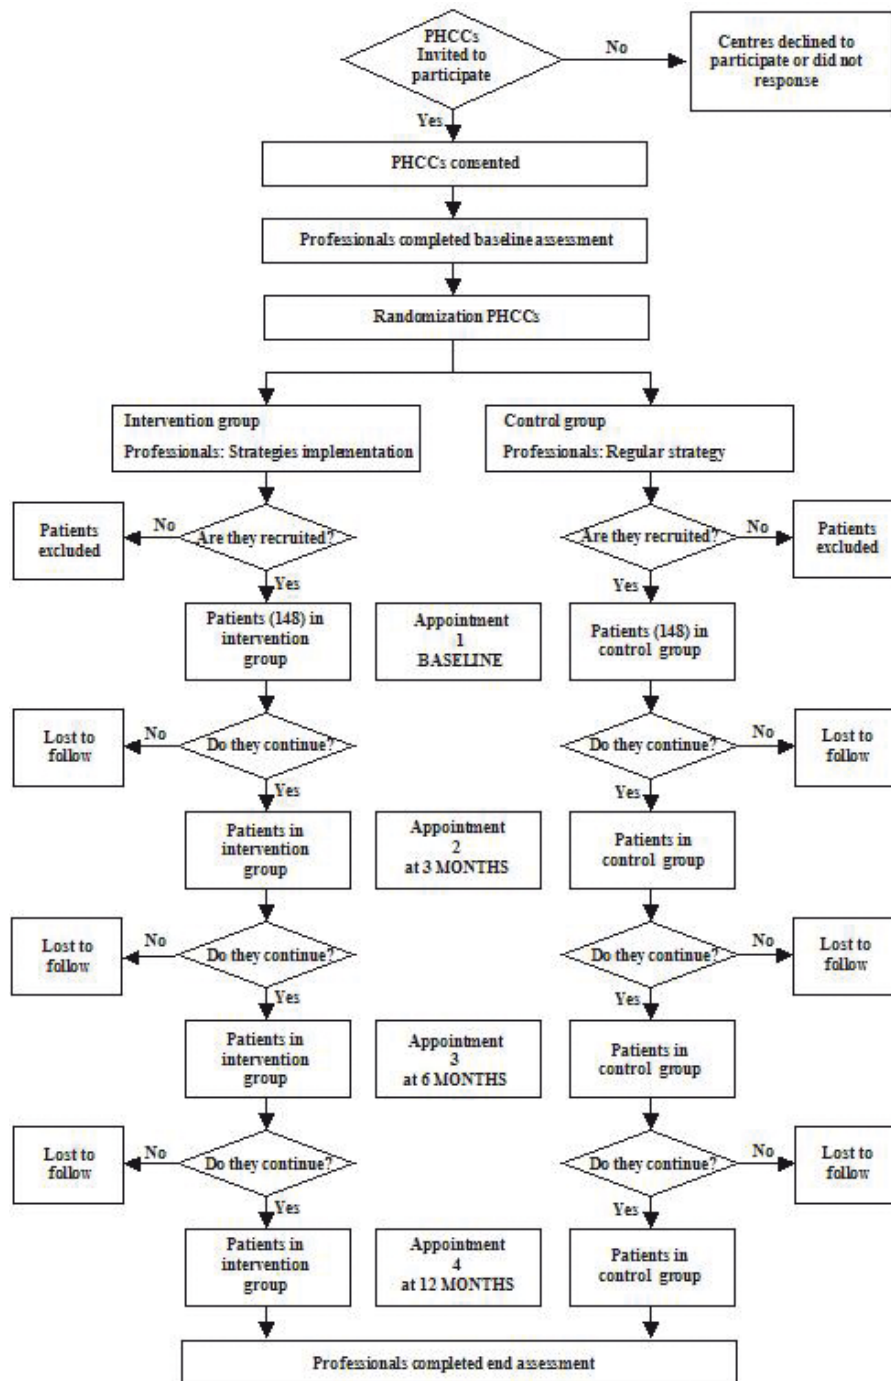 PHCCs
Invited to
participate
No
Centres declined to
participate or did not
response
Yes
PHCCs consented
Professionals completed baseline assessment
Randomization PHCCs
Intervention group
Professionals: Strategies implementation
Control group
Professionals: Regular strategy
Patients
excluded
No
Are they recruited?
Yes
Are they recruited?
No
Patients
excluded
Yes
Patients (148) in
intervention
group
Appointment
1
BASELINE
Patients (148) in
control group
Lost to
follow
No
Do they continue?
Yes
Do they continue?
No
Lost to
follow
Yes
Patients in
intervention
group
Appointment
2
at 3 MONTHS
Patients in
control group
Lost to
follow
No
Do they continue?
Yes
Do they continue?
No
Lost to
follow
Yes
Patients in
intervention
group
Appointment
3
at 6 MONTHS
Patients in
control group
Lost to
follow
No
Do they continue?
Yes
Do they continue?
No
Lost to
follow
Yes
Patients in
intervention
group
Appointment
4
at 12 MONTHS
Patients in
control group
Professionals completed end assessment